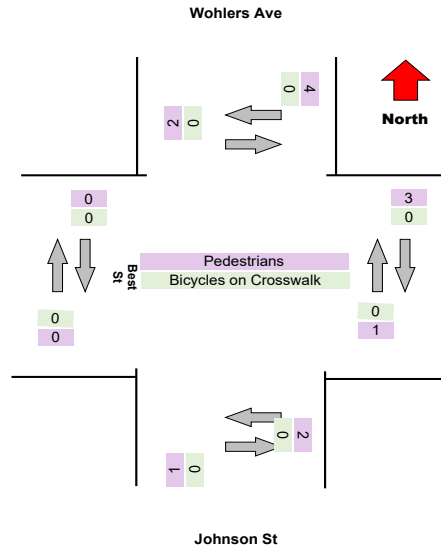 Wohlers Ave
0 4
2 0
North
0
0
3
0
Pedestrians
Best St
Bicycles on Crosswalk
0
0
0
1
0 2
1 0
Johnson St